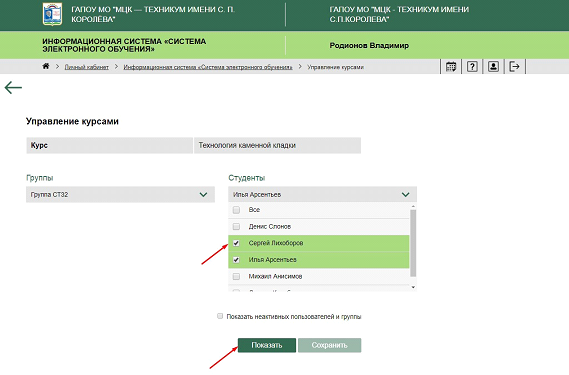 ГАПОУ МО "МЦК — ТЕХНИКУМ ИМЕНИ С. П.
КОРОЛЁВА"
ГАПОУ МО "МЦК - ТЕХНИКУМ ИМЕНИ
С.П.КОРОЛЕВА"
ИНФОРМАЦИОННАЯ СИСТЕМА «СИСТЕМА
ЭЛЕКТРОННОГО ОБУЧЕНИЯ»
Родионов Владимир
Личный кабинет > Информационная система «Система электронного обучения» > Управление курсами
Управление курсами
Курс
Технология каменной кладки
Группы
Студенты
Группа СТ32
Илья Арсентьев
Все
Денис Слонов
Сергей Лихоборов
Илья Арсентьев
Михаил Анисимов
Показать неактивных пользователей и группы
Показать
Сохранить